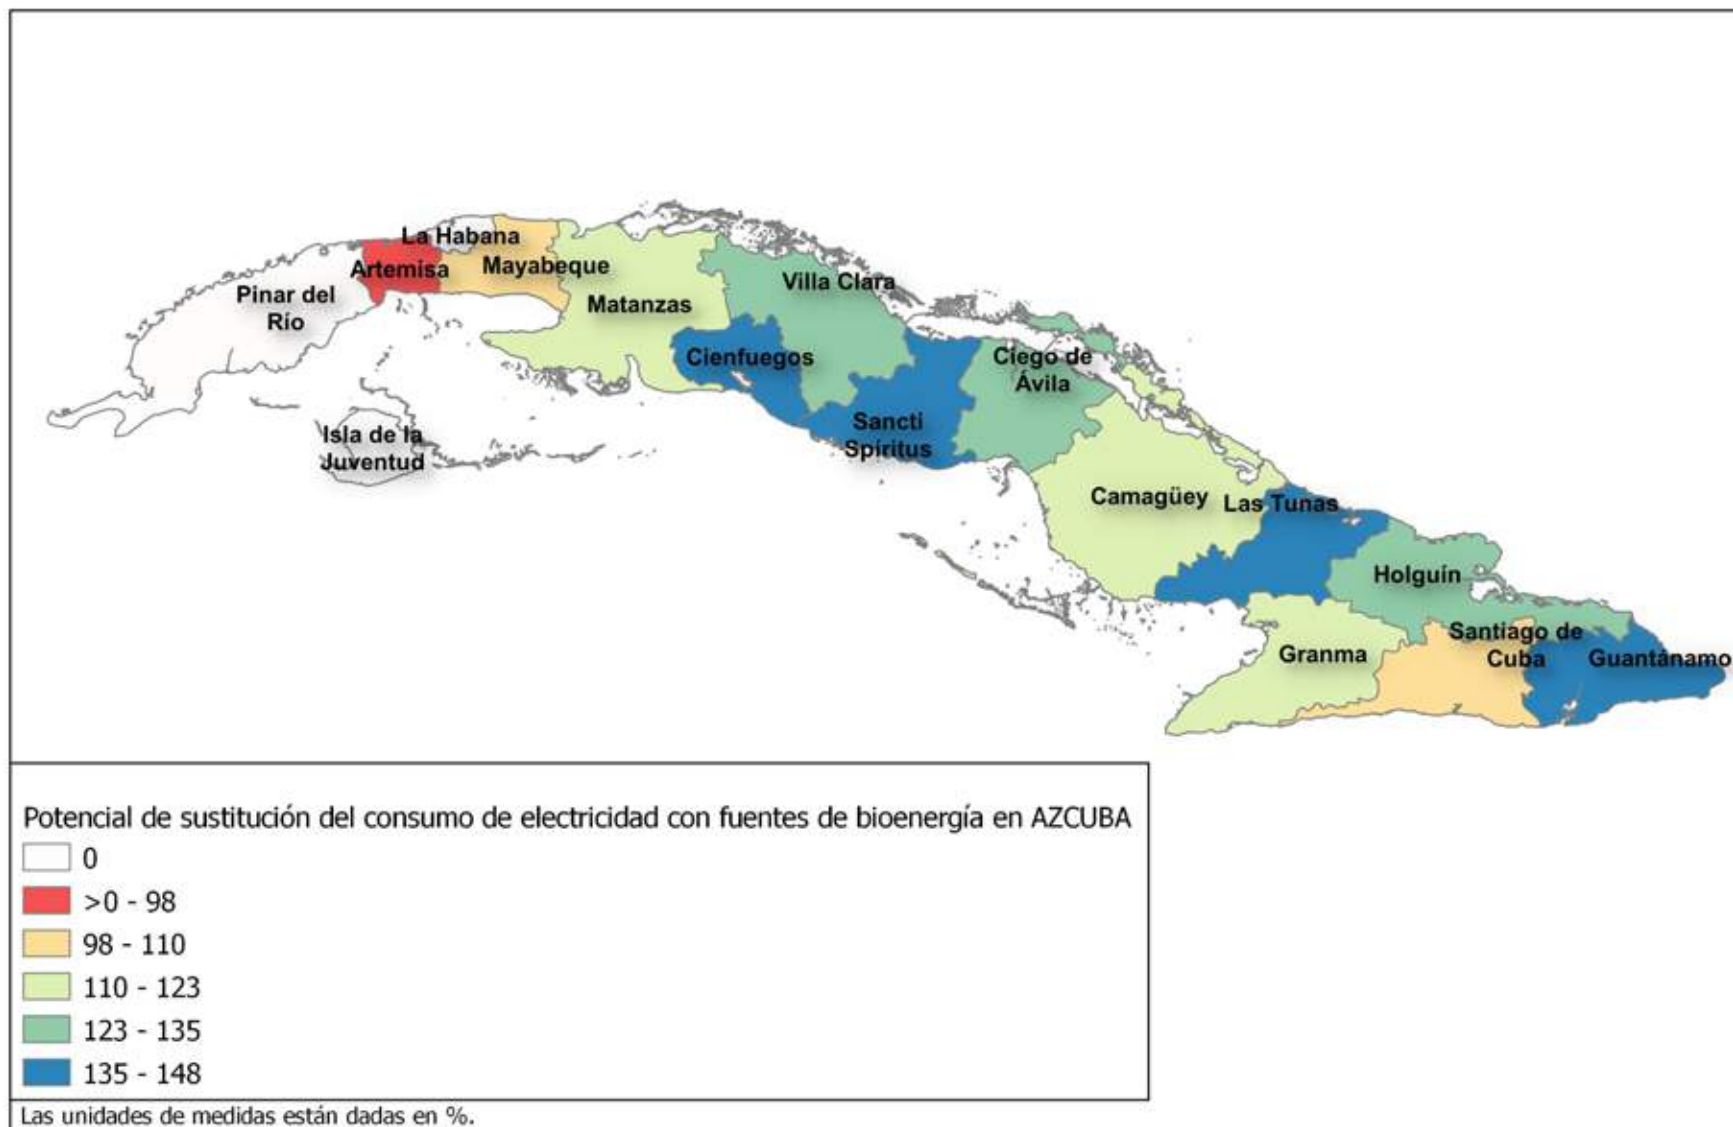 La Habana
Artemisa
Mayabeque
Pinar del
Río
Matanzas
Villa Clara
Cienfuegos
Isla de la
Juventud
Sancti
Spíritus
Ciego de
Ávila
Camagüey
Las Tunas
Holguín
Granma
Santiago de
Cuba
Guantánamo
Potencial de sustitución del consumo de electricidad con fuentes de bioenergía en AZCUBA
0
>0 - 98
98 - 110
110 - 123
123 - 135
135 - 148
Las unidades de medidas están dadas en %.